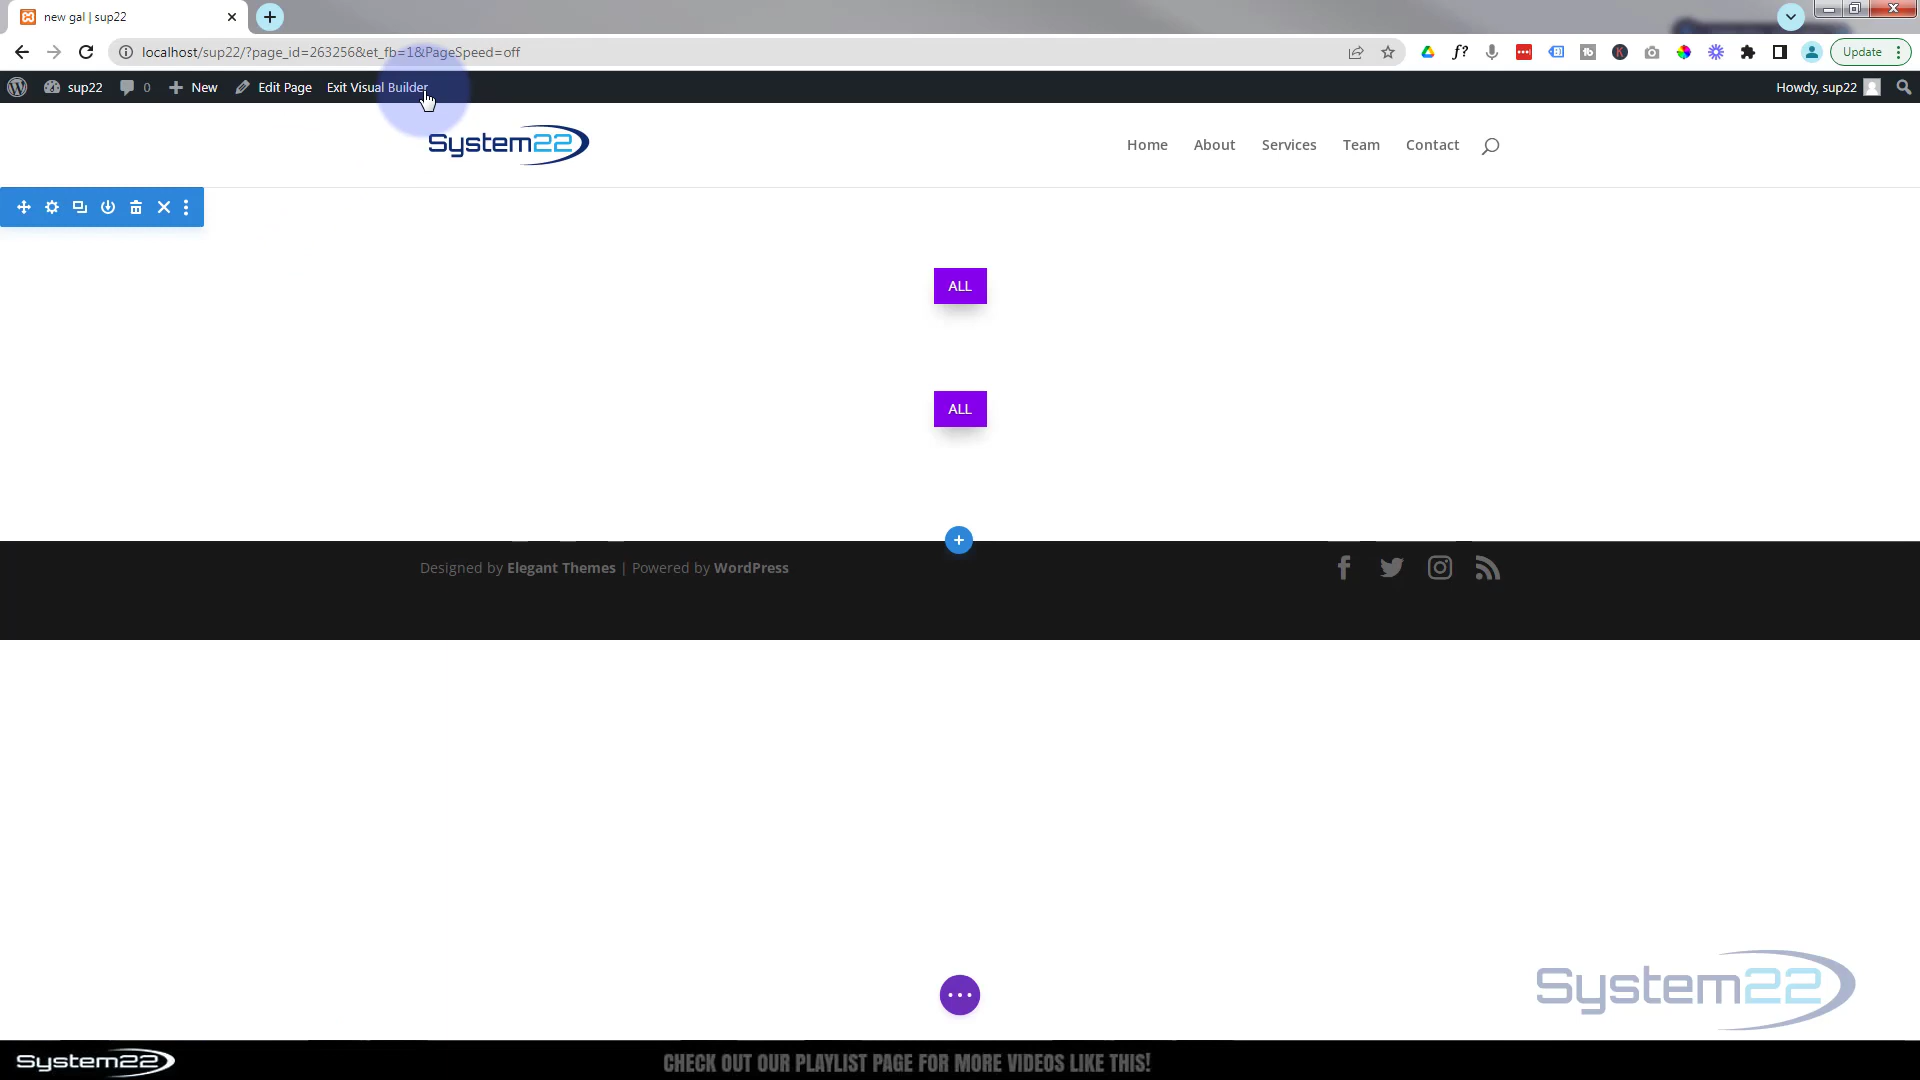 new gal | sup22
localhost/sup22/?page_id=263256&et_fb=1&PageSpeed=off
Update
sup22 0 New Edit Page Exit Visual Builder
Howdy, sup22
System22
Home About Services Team Contact
ALL
ALL
Designed by Elegant Themes | Powered by WordPress
System22
System22
CHECK OUT OUR PLAYLIST PAGE FOR MORE VIDEOS LIKE THIS!